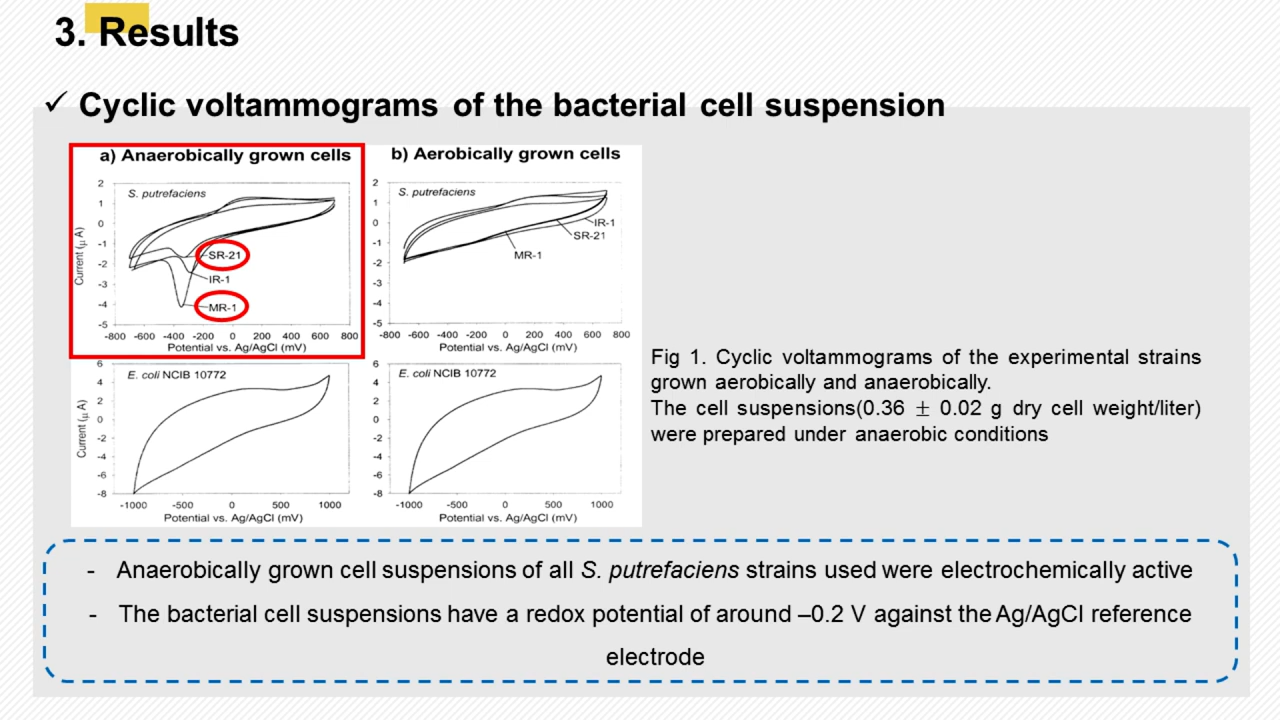 3. Results
✓ Cyclic voltammograms of the bacterial cell suspension
a) Anaerobically grown cells
b) Aerobically grown cells
2
1
0
-1
-2
-3
-4
-5
Current (μ A)
S. putrefaciens
SR-21
IR-1
MR-1
-800 -600 -400 -200 0 200 400 600 800
Potential vs. Ag/AgCl (mV)
2
1
0
-1
-2
-3
-4
-5
S. putrefaciens
IR-1
SR-21
MR-1
-800 -600 -400 -200 0 200 400 600 800
Potential vs. Ag/AgCl (mV)
6
4
2
0
-2
-4
-6
-8
Current (μ A)
E. coli NCIB 10772
-1000 -500 0 500 1000
Potential vs. Ag/AgCl (mV)
6
4
2
0
-2
-4
-6
-8
E. coli NCIB 10772
-1000 -500 0 500 1000
Potential vs. Ag/AgCl (mV)
Fig 1. Cyclic voltammograms of the experimental strains
grown aerobically and anaerobically.
The cell suspensions(0.36 ± 0.02 g dry cell weight/liter)
were prepared under anaerobic conditions
- Anaerobically grown cell suspensions of all S. putrefaciens strains used were electrochemically active
- The bacterial cell suspensions have a redox potential of around –0.2 V against the Ag/AgCl reference
electrode